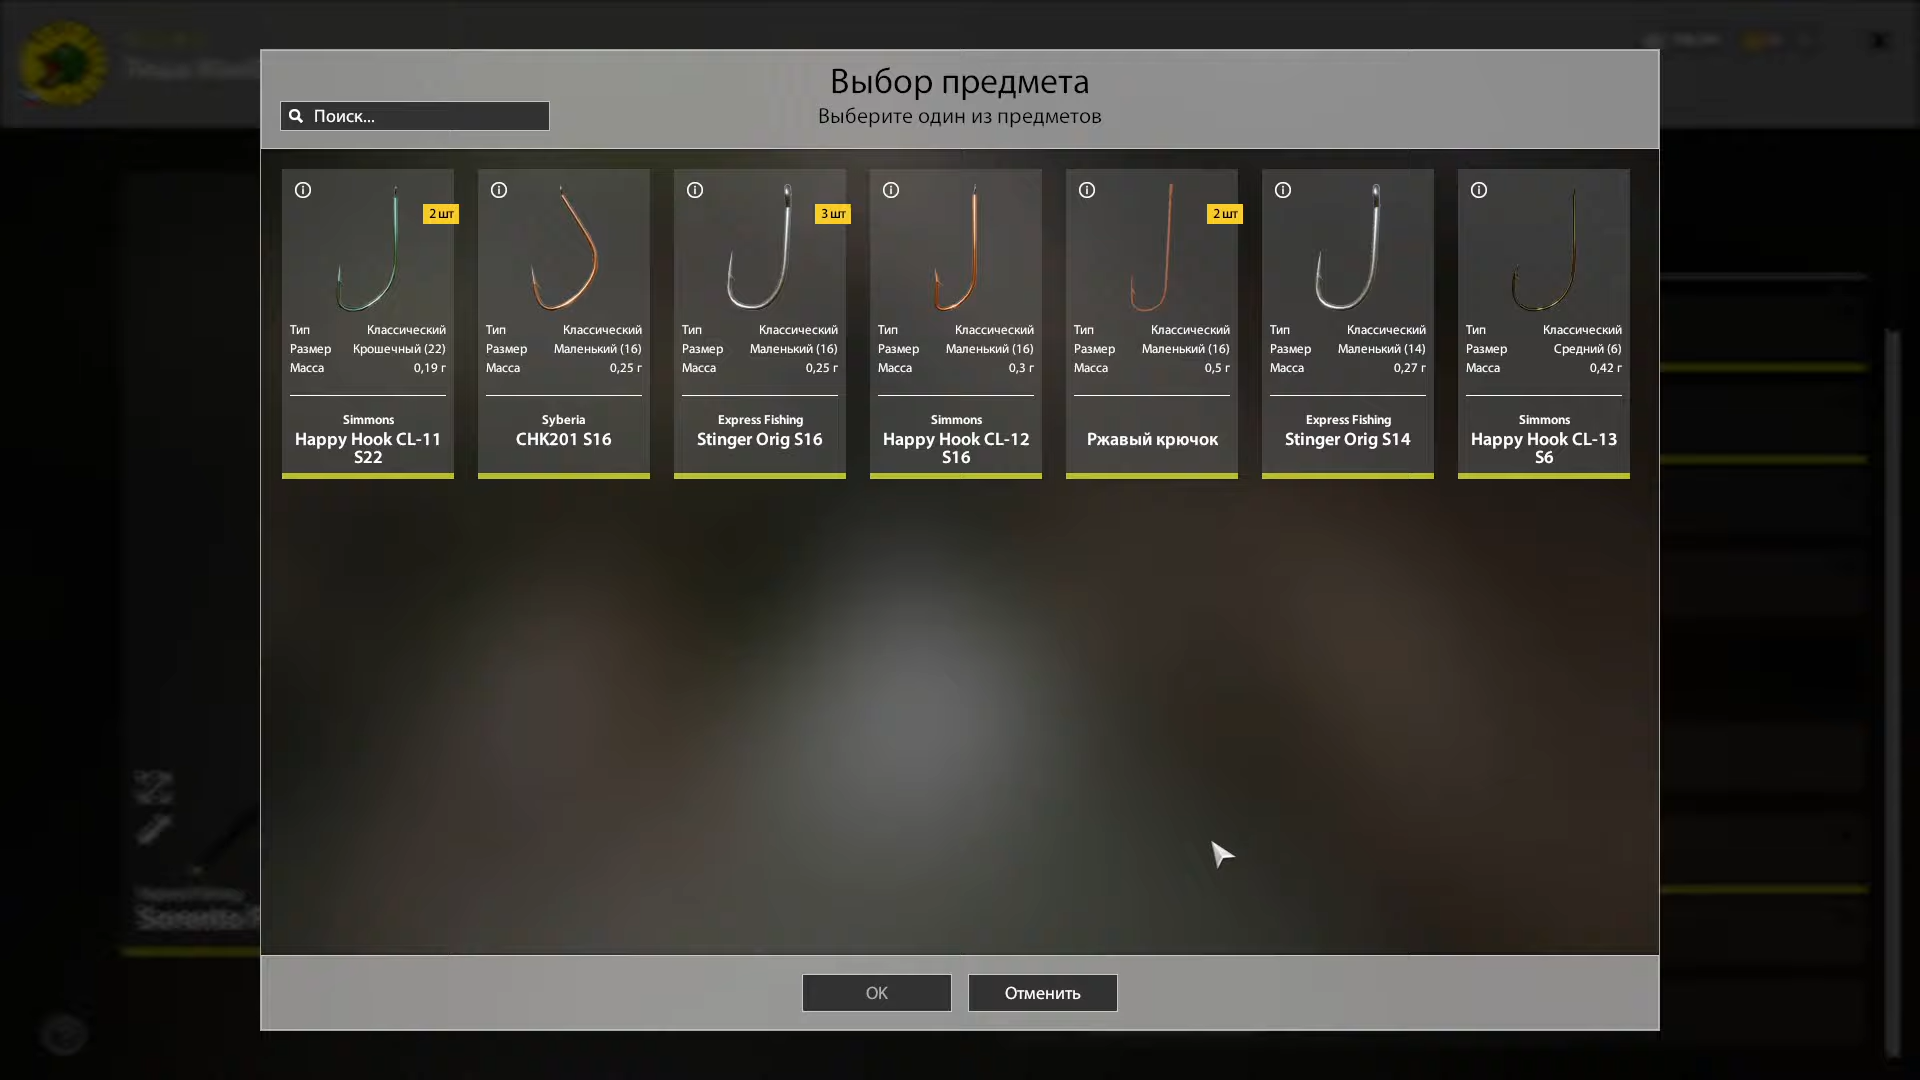 Выбор предмета
Выберите один из предметов
Поиск...
2 шт
Тип Классический
Размер Крошечный (22)
Масса 0,19 г
Simmons
Happy Hook CL-11
S22
Тип Классический
Размер Маленький (16)
Масса 0,25 г
Syberia
CHK201 S16
3 шт
Тип Классический
Размер Маленький (16)
Масса 0,25 г
Express Fishing
Stinger Orig S16
Тип Классический
Размер Маленький (16)
Масса 0,3 г
Simmons
Happy Hook CL-12
S16
2 шт
Тип Классический
Размер Маленький (16)
Масса 0,5 г
Ржавый крючок
Тип Классический
Размер Маленький (14)
Масса 0,27 г
Express Fishing
Stinger Orig S14
Тип Классический
Размер Средний (6)
Масса 0,42 г
Simmons
Happy Hook CL-13
S6
OK
Отменить